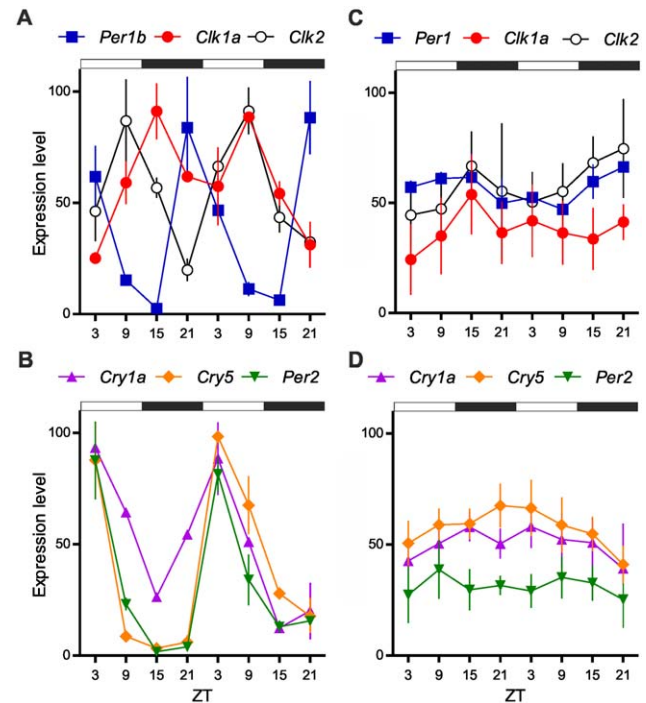 A
Per1b Clk1a Clk2
100
50
0
Expression level
3 9 15 21 3 9 15 21
C
Per1 Clk1a Clk2
100
50
0
3 9 15 21 3 9 15 21
B
Cry1a Cry5 Per2
100
50
0
Expression level
3 9 15 21 3 9 15 21
ZT
D
Cry1a Cry5 Per2
100
50
0
3 9 15 21 3 9 15 21
ZT